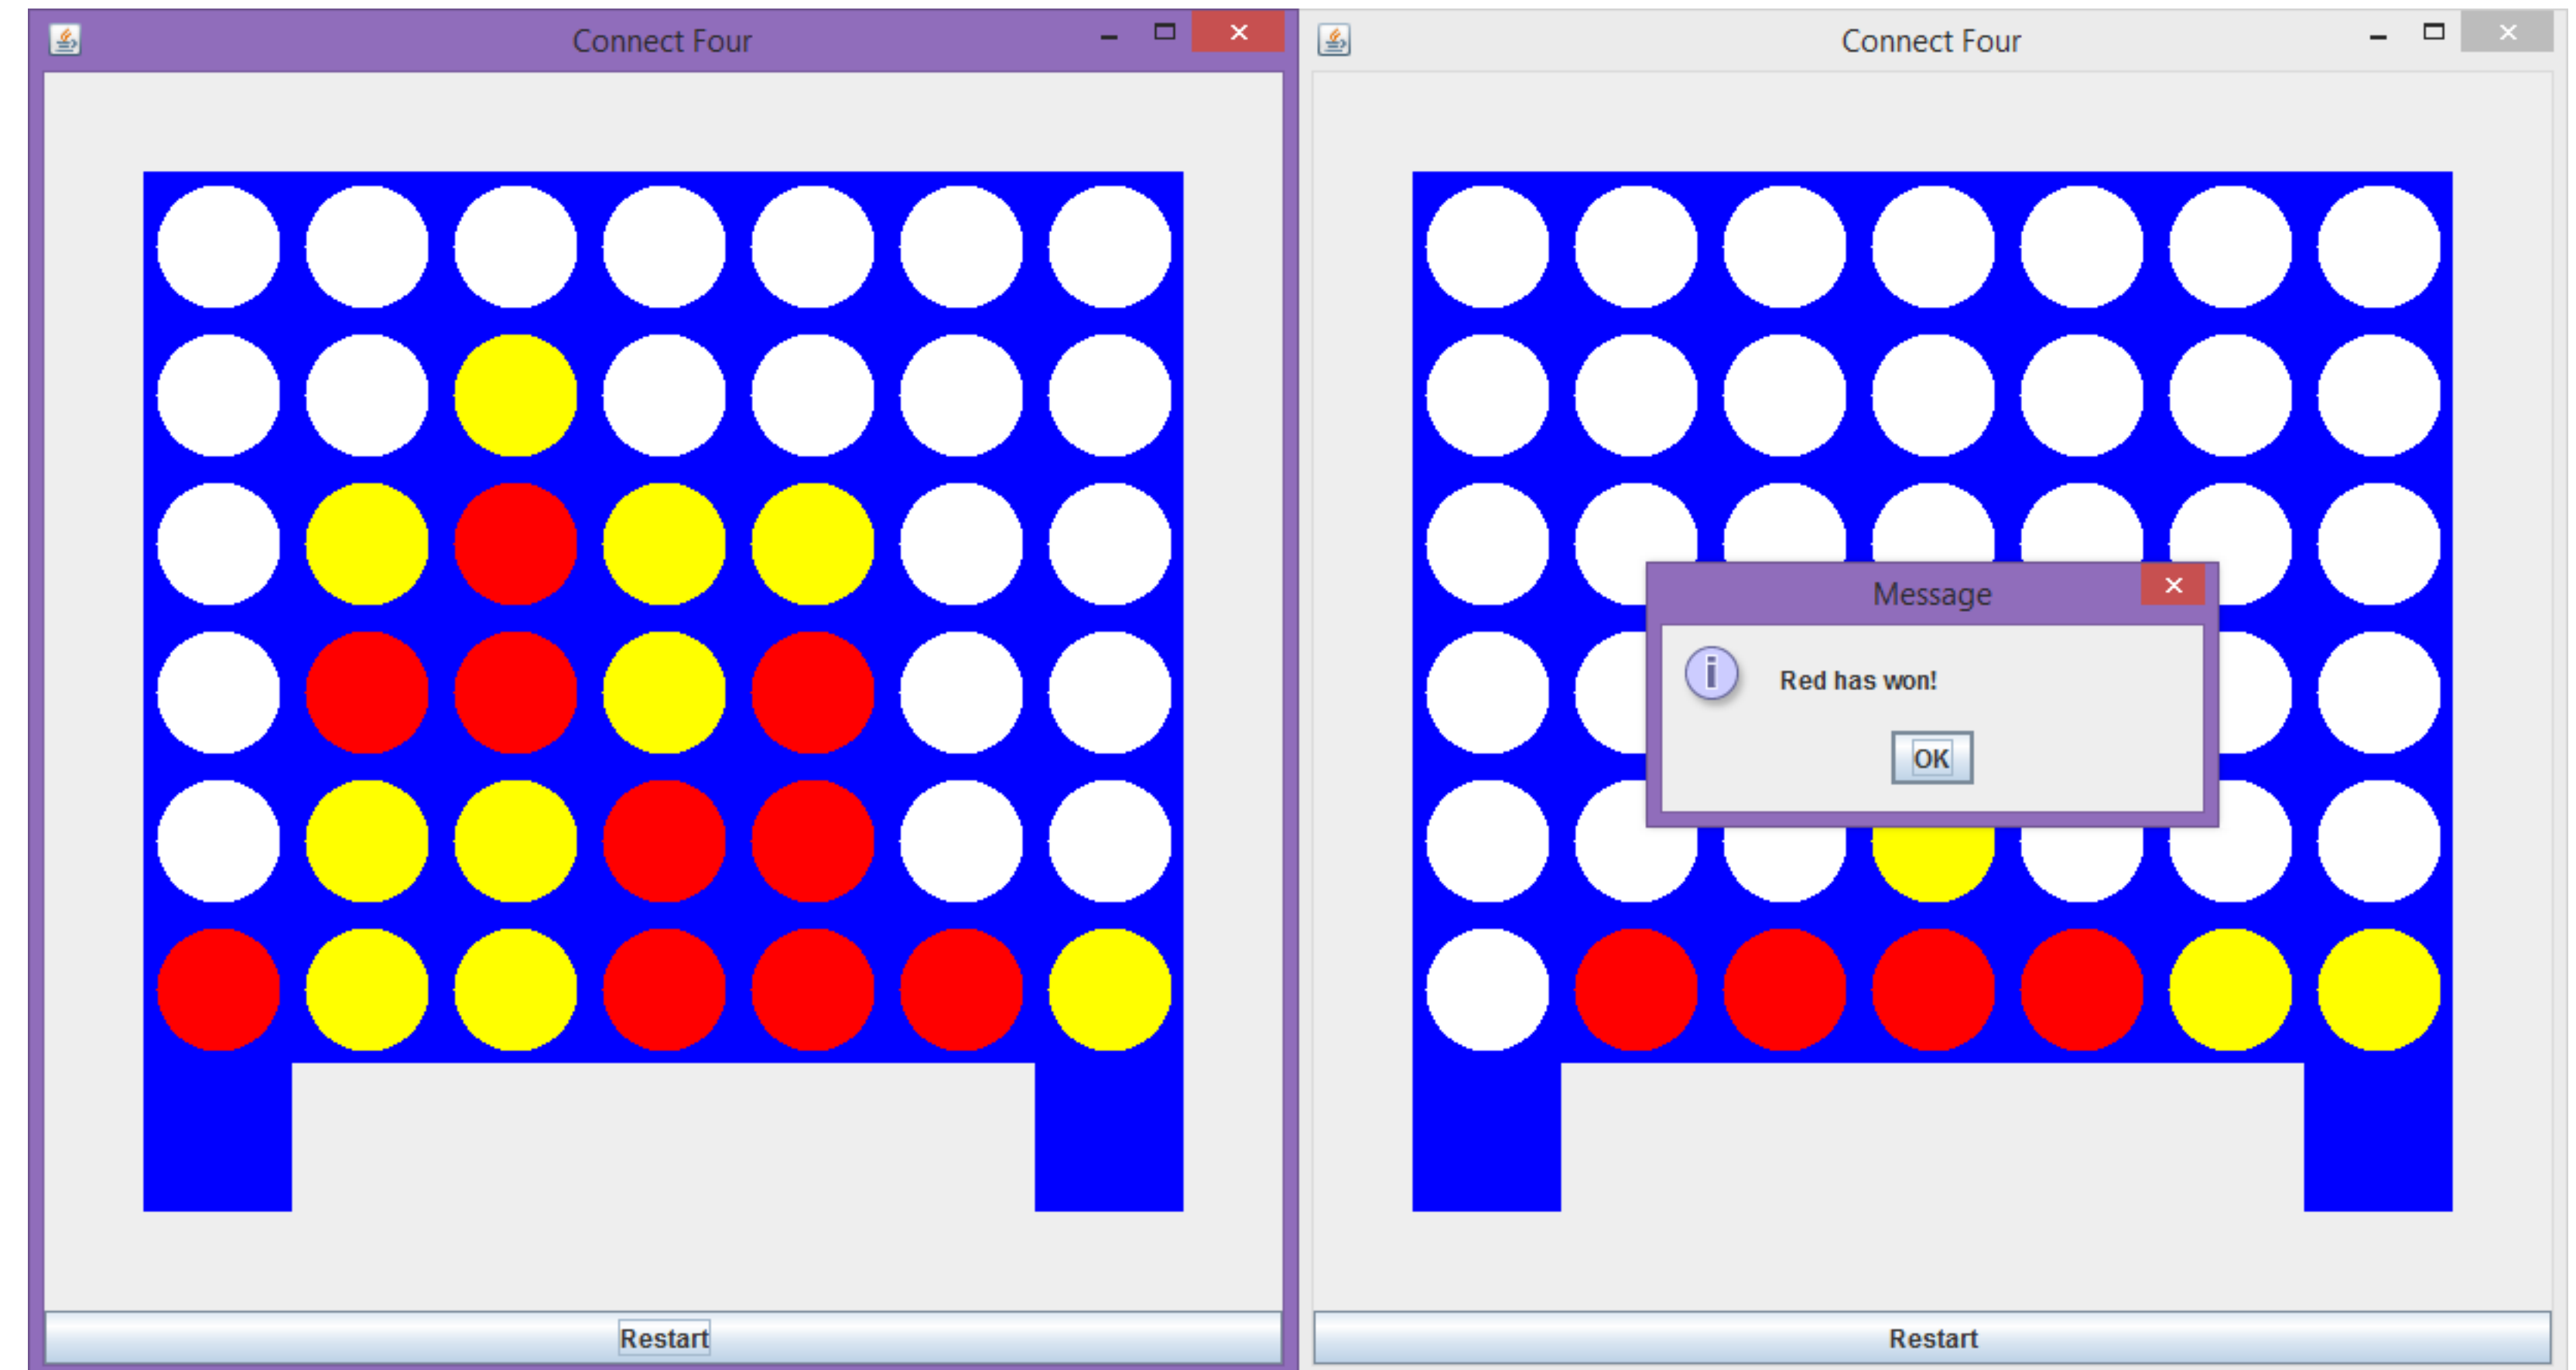 Connect Four
Connect Four
Message
Red has won!
OK
Restart
Restart